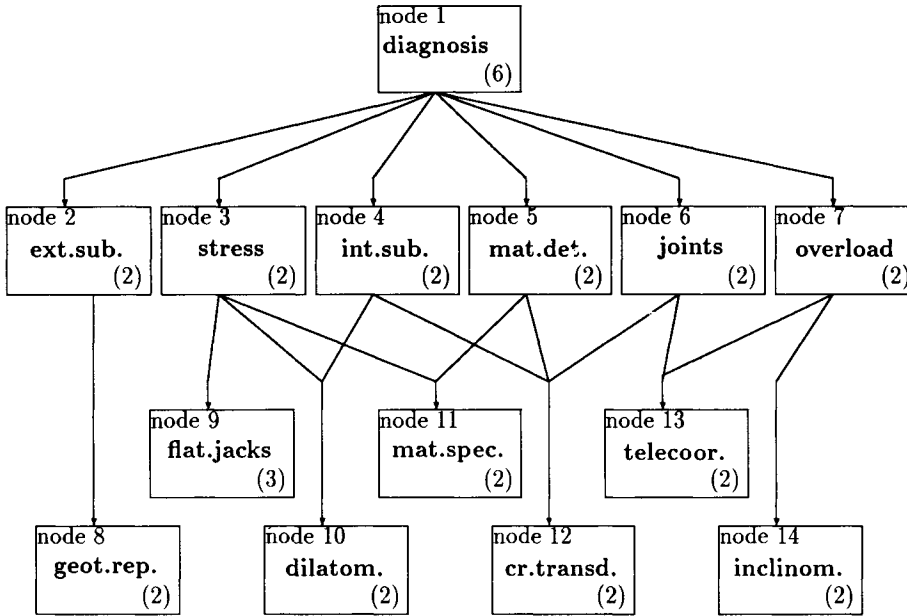 node 1
diagnosis
(6)
node 2
ext.sub.
(2)
node 3
stress
(2)
node 4
int.sub.
(2)
node 5
mat.det.
(2)
node 6
joints
(2)
node 7
overload
(2)
node 9
flat.jacks
(3)
node 11
mat.spec.
(2)
node 13
telecoor.
(2)
node 8
geot.rep.
(2)
node 10
dilatom.
(2)
node 12
cr.transd.
(2)
node 14
inclinom.
(2)